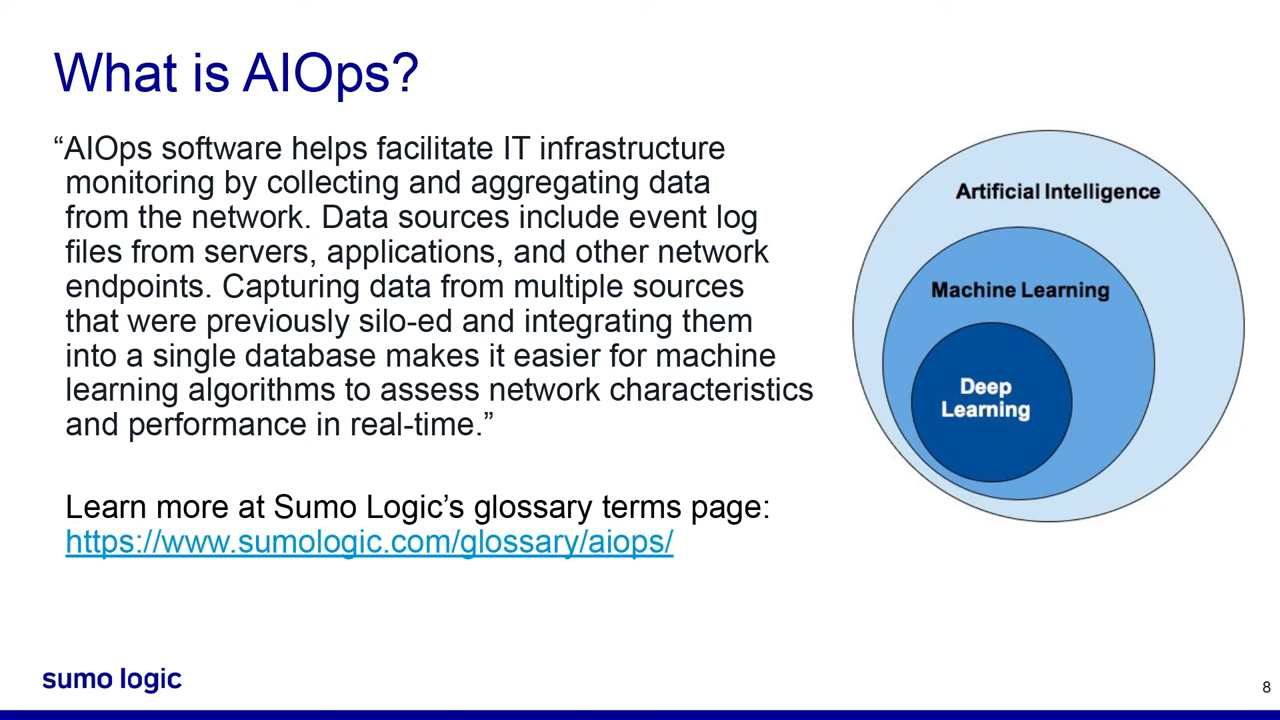 What is AIOps?
“AIOps software helps facilitate IT infrastructure
monitoring by collecting and aggregating data
from the network. Data sources include event log
files from servers, applications, and other network
endpoints. Capturing data from multiple sources
that were previously silo-ed and integrating them
into a single database makes it easier for machine
learning algorithms to assess network characteristics
and performance in real-time.”
Learn more at Sumo Logic’s glossary terms page:
https://www.sumologic.com/glossary/aiops/
Artificial Intelligence
Machine Learning
Deep
Learning
sumo logic
8